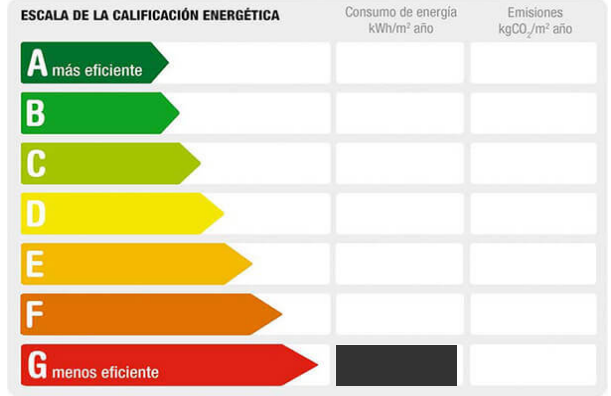 ESCALA DE LA CALIFICACIÓN ENERGÉTICA
Consumo de energía
kWh/m² año
Emisiones
kgCO₂/m² año
A más eficiente
B
C
D
E
F
G menos eficiente